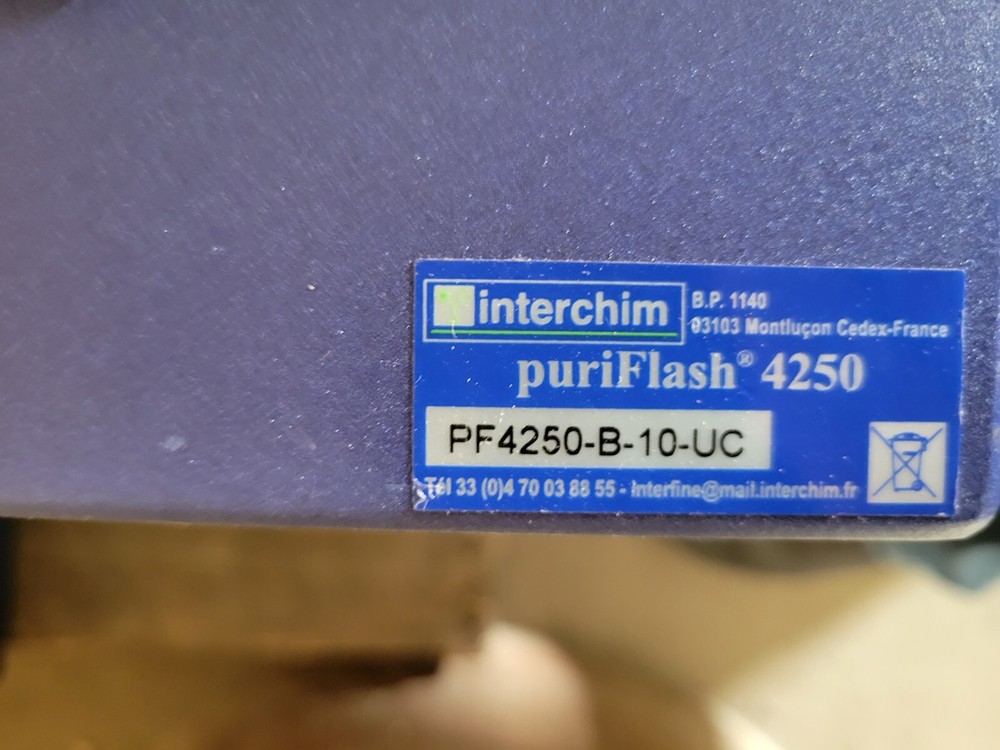 interchim
B.P. 1140
03103 Montluçon Cedex-France
puriFlash® 4250
PF4250-B-10-UC
Tél 33 (0)4 70 03 88 55 - Interfine@mail.interchim.fr